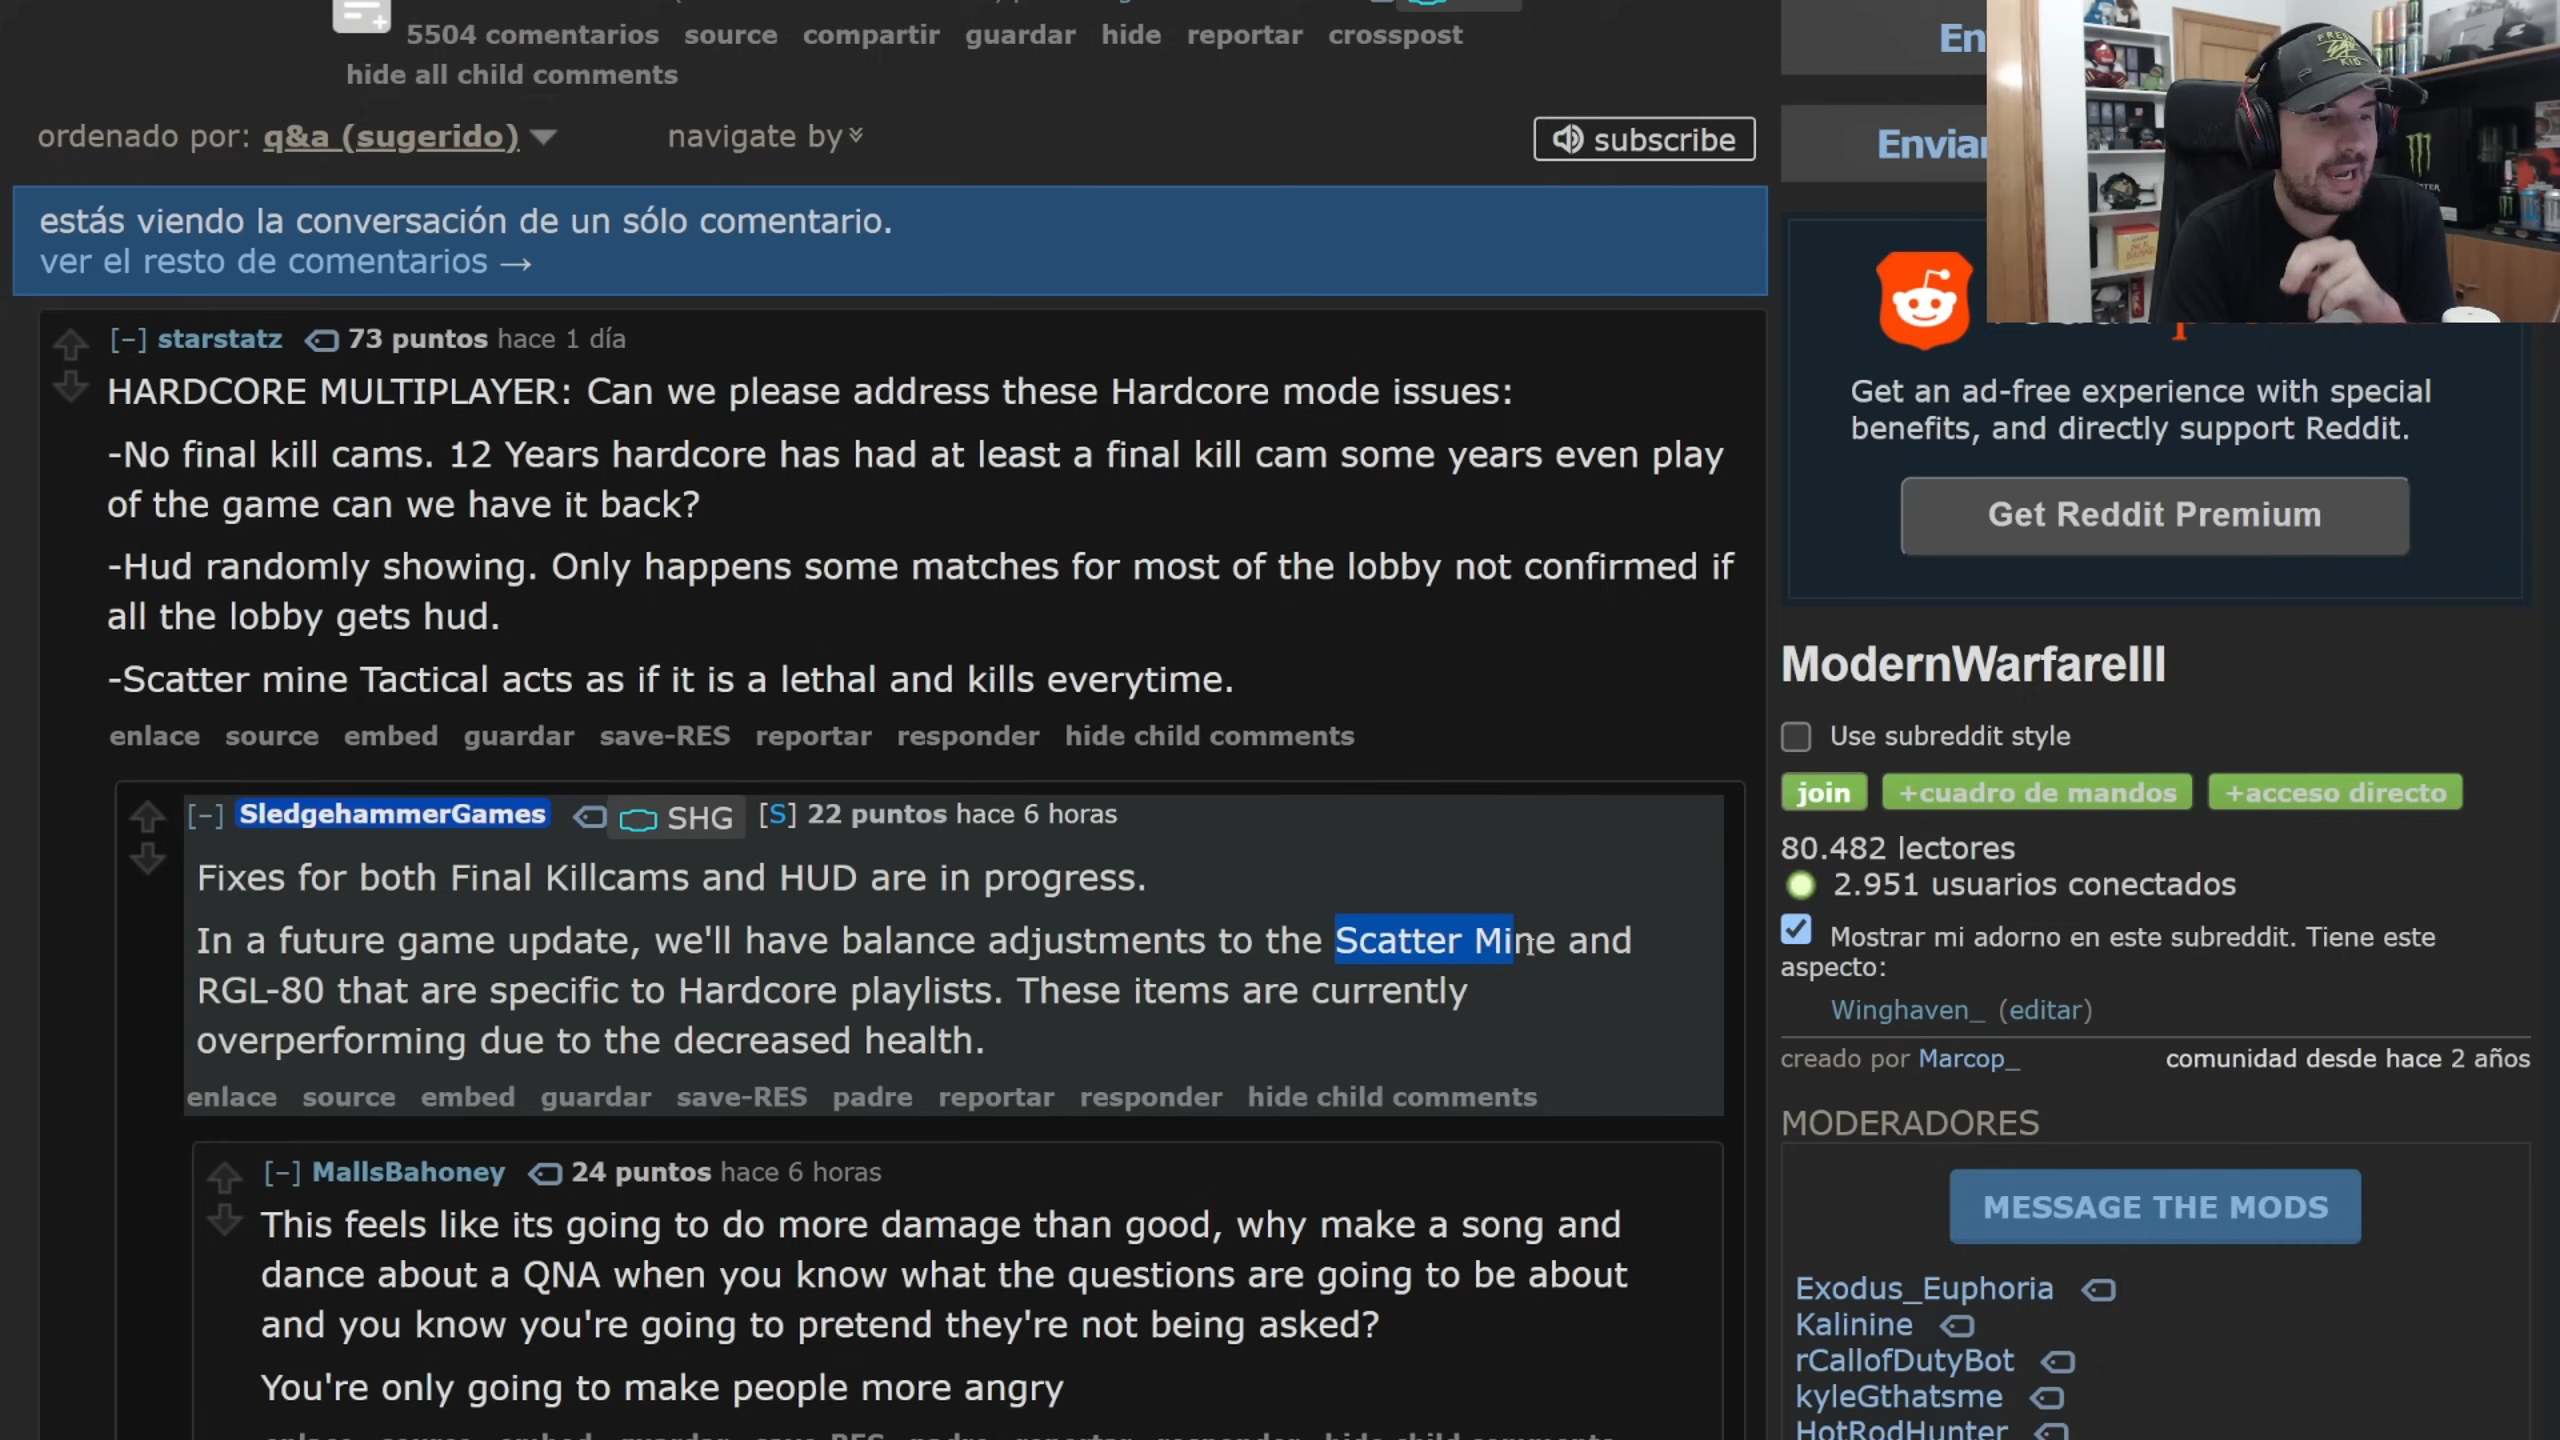 5504 comentarios source compartir guardar hide reportar crosspost
hide all child comments
ordenado por: q&a (sugerido) navigate by
subscribe
estás viendo la conversación de un sólo comentario.
ver el resto de comentarios →
[–] starstatz 73 puntos hace 1 día
HARDCORE MULTIPLAYER: Can we please address these Hardcore mode issues:
-No final kill cams. 12 Years hardcore has had at least a final kill cam some years even play
of the game can we have it back?
-Hud randomly showing. Only happens some matches for most of the lobby not confirmed if
all the lobby gets hud.
-Scatter mine Tactical acts as if it is a lethal and kills everytime.
enlace source embed guardar save-RES reportar responder hide child comments
[–] SledgehammerGames SHG [S] 22 puntos hace 6 horas
Fixes for both Final Killcams and HUD are in progress.
In a future game update, we'll have balance adjustments to the Scatter Mine and
RGL-80 that are specific to Hardcore playlists. These items are currently
overperforming due to the decreased health.
enlace source embed guardar save-RES padre reportar responder hide child comments
[–] MallsBahoney 24 puntos hace 6 horas
This feels like its going to do more damage than good, why make a song and
dance about a QNA when you know what the questions are going to be about
and you know you're going to pretend they're not being asked?
You're only going to make people more angry
Get an ad-free experience with special
benefits, and directly support Reddit.
Get Reddit Premium
ModernWarfareIII
Use subreddit style
join +cuadro de mandos +acceso directo
80.482 lectores
2.951 usuarios conectados
Mostrar mi adorno en este subreddit. Tiene este
aspecto:
Winghaven_ (editar)
creado por Marcop_ comunidad desde hace 2 años
MODERADORES
MESSAGE THE MODS
Exodus_Euphoria
Kalinine
rCallofDutyBot
kyleGthatsme
HotRodHunter